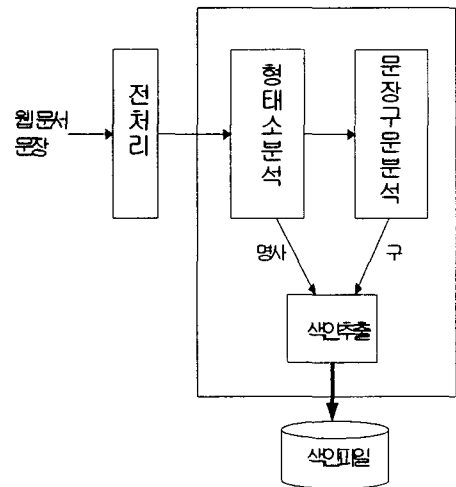 웹문서
문장
전처리
형태소분석
문장구문분석
명사
구
색인추출
색인파일